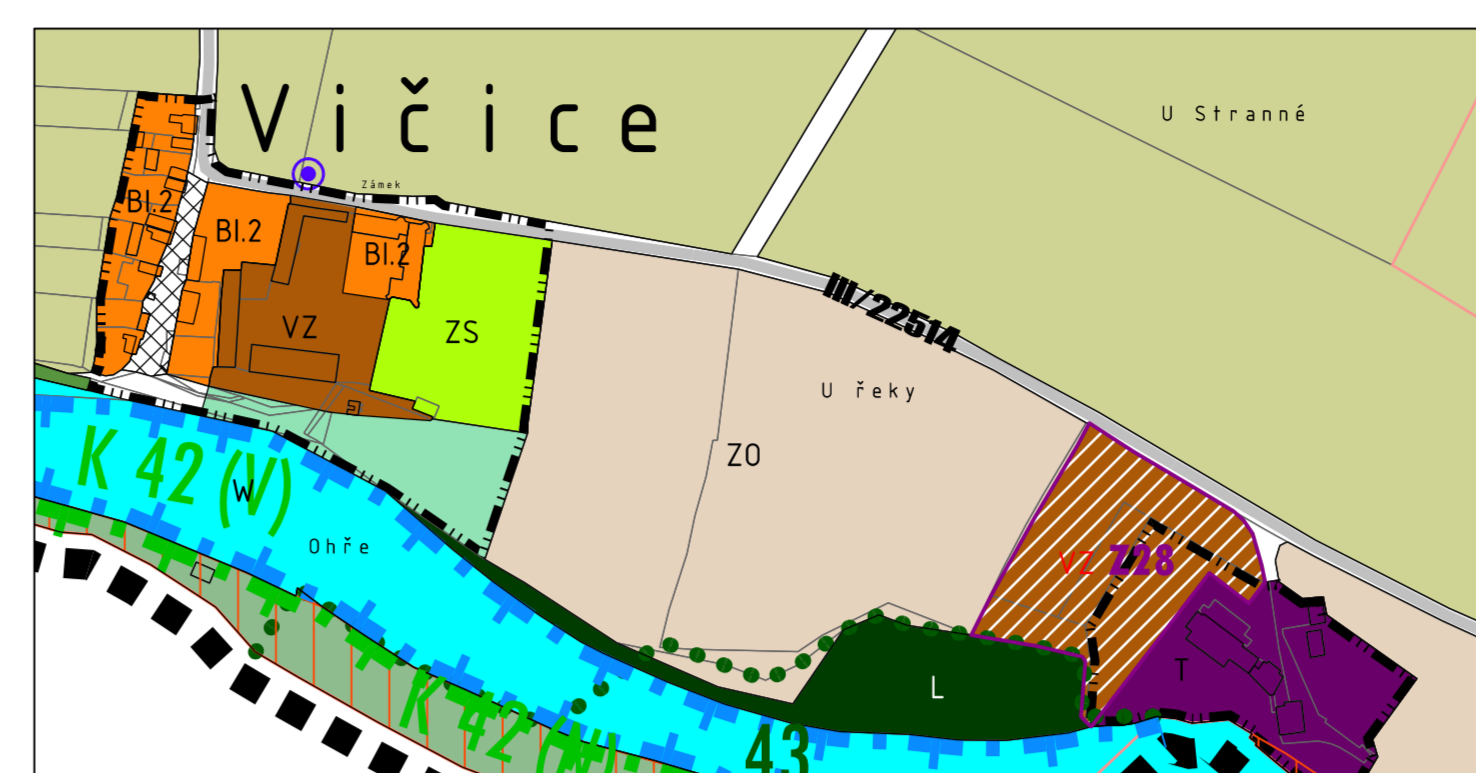 Vičice
U Stranné
Zámek
BI.2
BI.2
BI.2
VZ
ZS
III/22514
U řeky
ZO
K 42 (V)
W
Ohře
VZ Z28
T
L
K 42 (N)
43